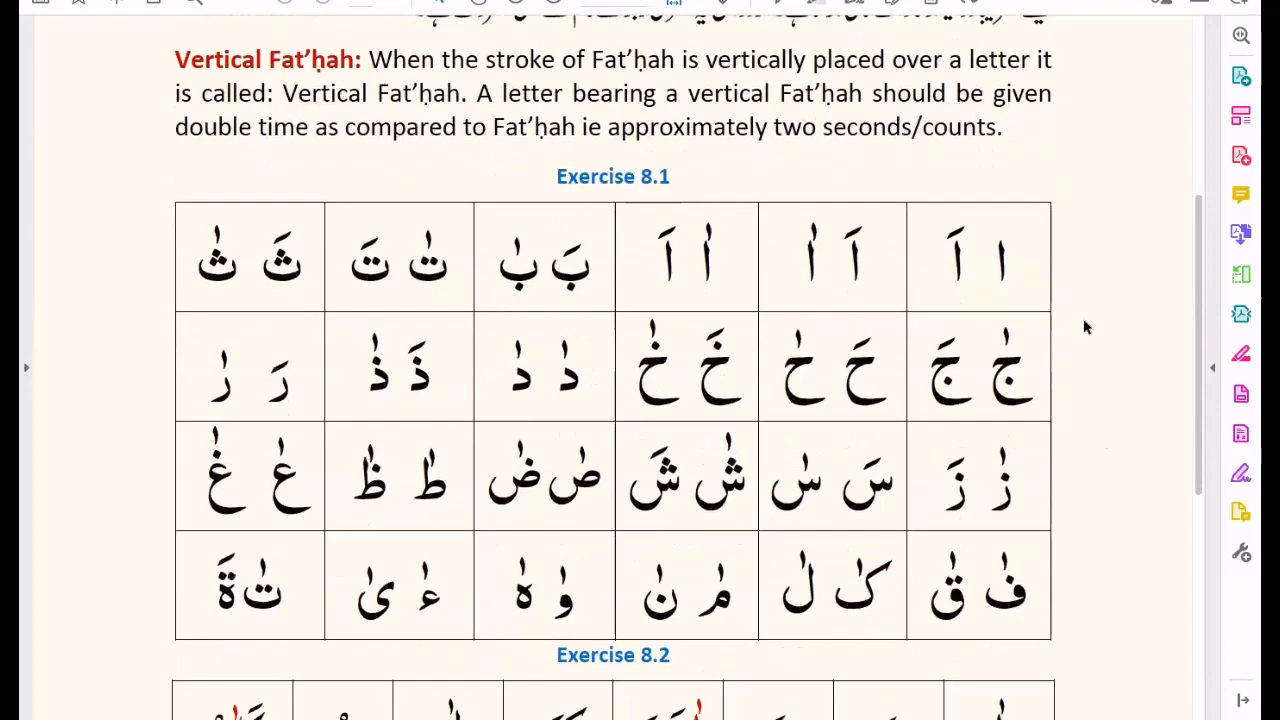 Vertical Fat’ḥah: When the stroke of Fat’ḥah is vertically placed over a letter it
is called: Vertical Fat’ḥah. A letter bearing a vertical Fat’ḥah should be given
double time as compared to Fat’ḥah ie approximately two seconds/counts.
Exercise 8.1
ا اَ اَ اٰ اٰ اَ بَ بٰ تٰ تَ ثَ ثٰ
جٰ جَ حَ حٰ خَ خٰ دٰ دٰ ذَ ذٰ رَ رٰ
زٰ زَ سَ سٰ شٰ شَ صٰ ضٰ طٰ ظٰ عٰ غٰ
فٰ قٰ کٰ لٰ مٰ نٰ وٰ هٰ ءٰ یٰ تٰ ةَ
Exercise 8.2